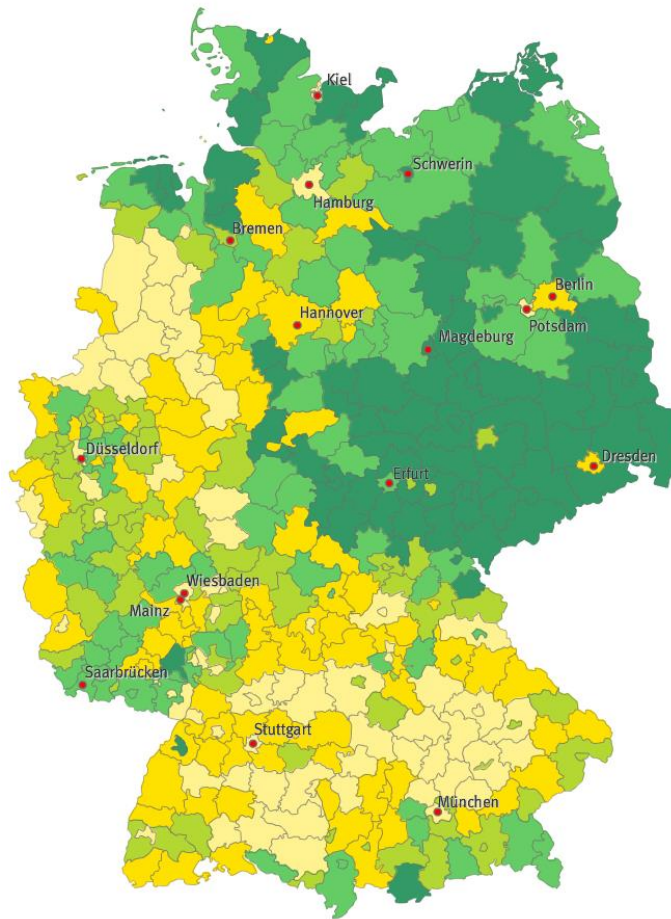 Kiel
Schwerin
Hamburg
Bremen
Berlin
Hannover
Potsdam
Magdeburg
Düsseldorf
Dresden
Erfurt
Wiesbaden
Mainz
Saarbrücken
Stuttgart
München